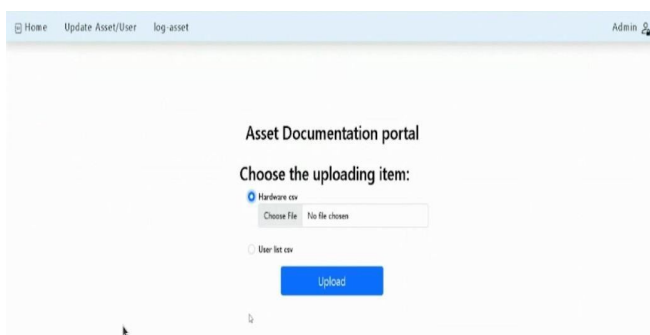 Home Update Asset/User log-asset Admin
Asset Documentation portal
Choose the uploading item:
Hardware csv
Choose File No file chosen
User list csv
Upload